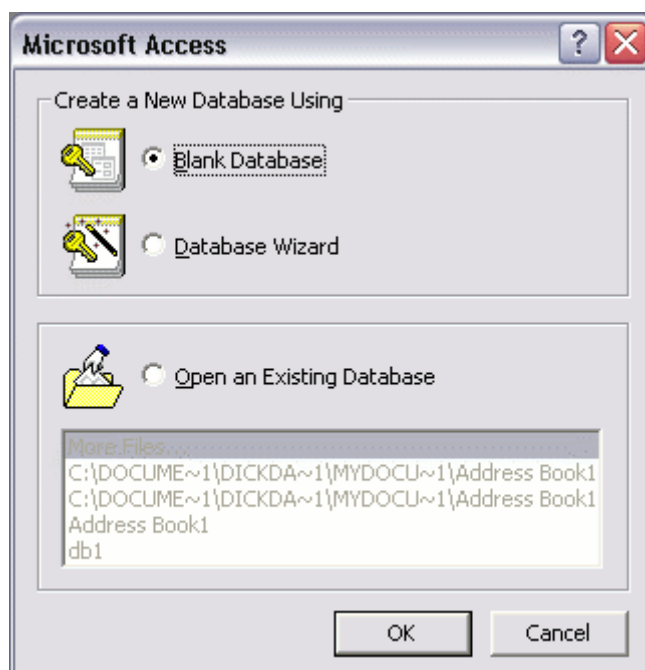 Microsoft Access
Create a New Database Using
Blank Database
Database Wizard
Open an Existing Database
More Files...
C:\DOCUME~1\DICKDA~1\MYDOCU~1\Address Book1
C:\DOCUME~1\DICKDA~1\MYDOCU~1\Address Book1
Address Book1
db1
OK
Cancel